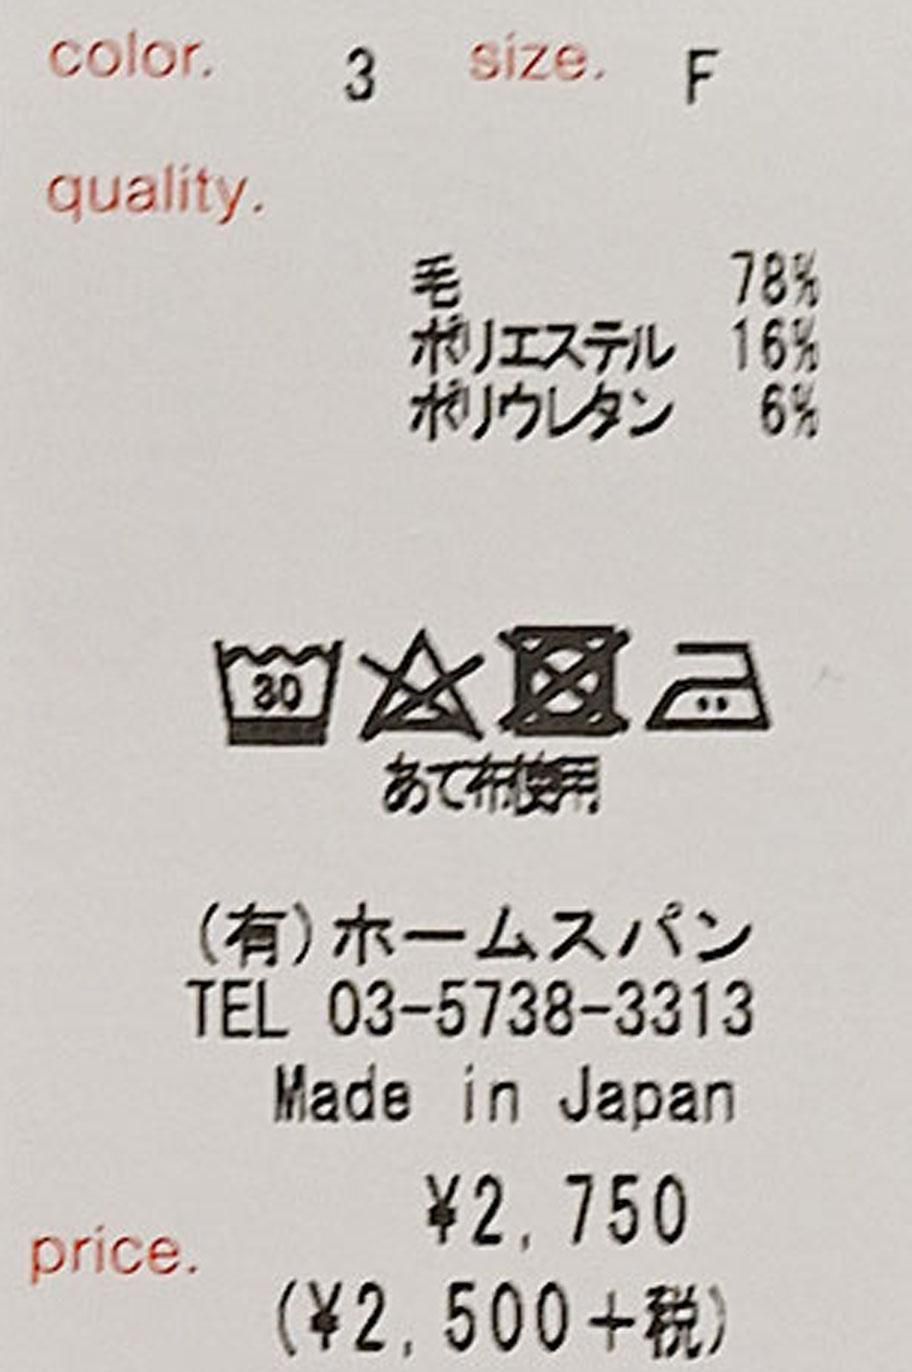 color. 3 size. F
quality.
毛 78%
ポリエステル 16%
ポリウレタン 6%
30
あて布使用
(有)ホームスパン
TEL 03-5738-3313
Made in Japan
¥2,750
price.
(¥2,500+税)